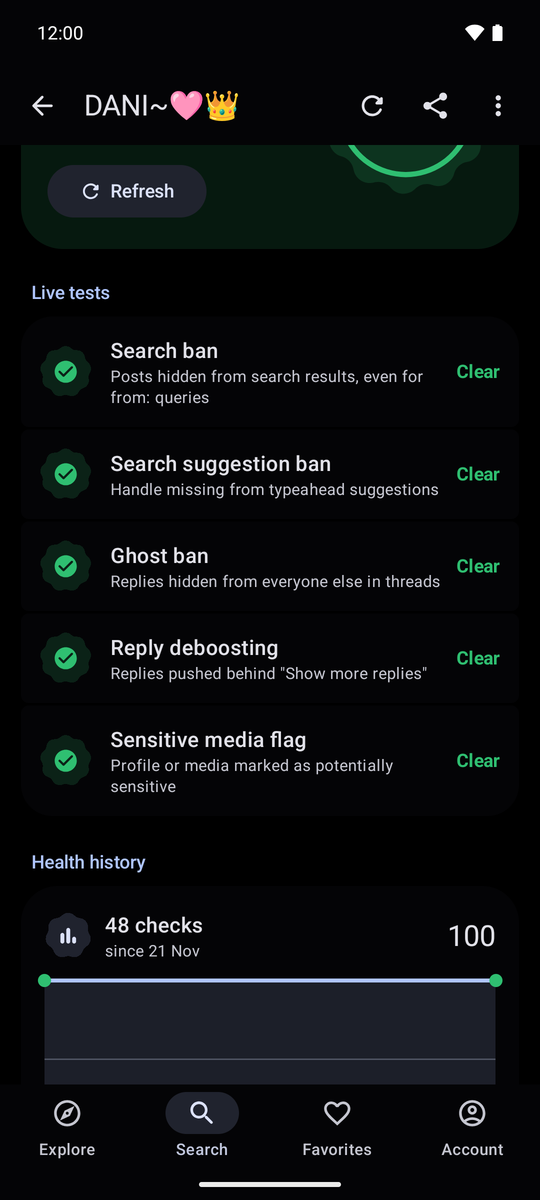 12:00
DANI~🩷👑
Refresh
Live tests
Search ban
Posts hidden from search results, even for
from: queries
Clear
Search suggestion ban
Handle missing from typeahead suggestions
Clear
Ghost ban
Replies hidden from everyone else in threads
Clear
Reply deboosting
Replies pushed behind "Show more replies"
Clear
Sensitive media flag
Profile or media marked as potentially
sensitive
Clear
Health history
48 checks
since 21 Nov
100
Explore
Search
Favorites
Account